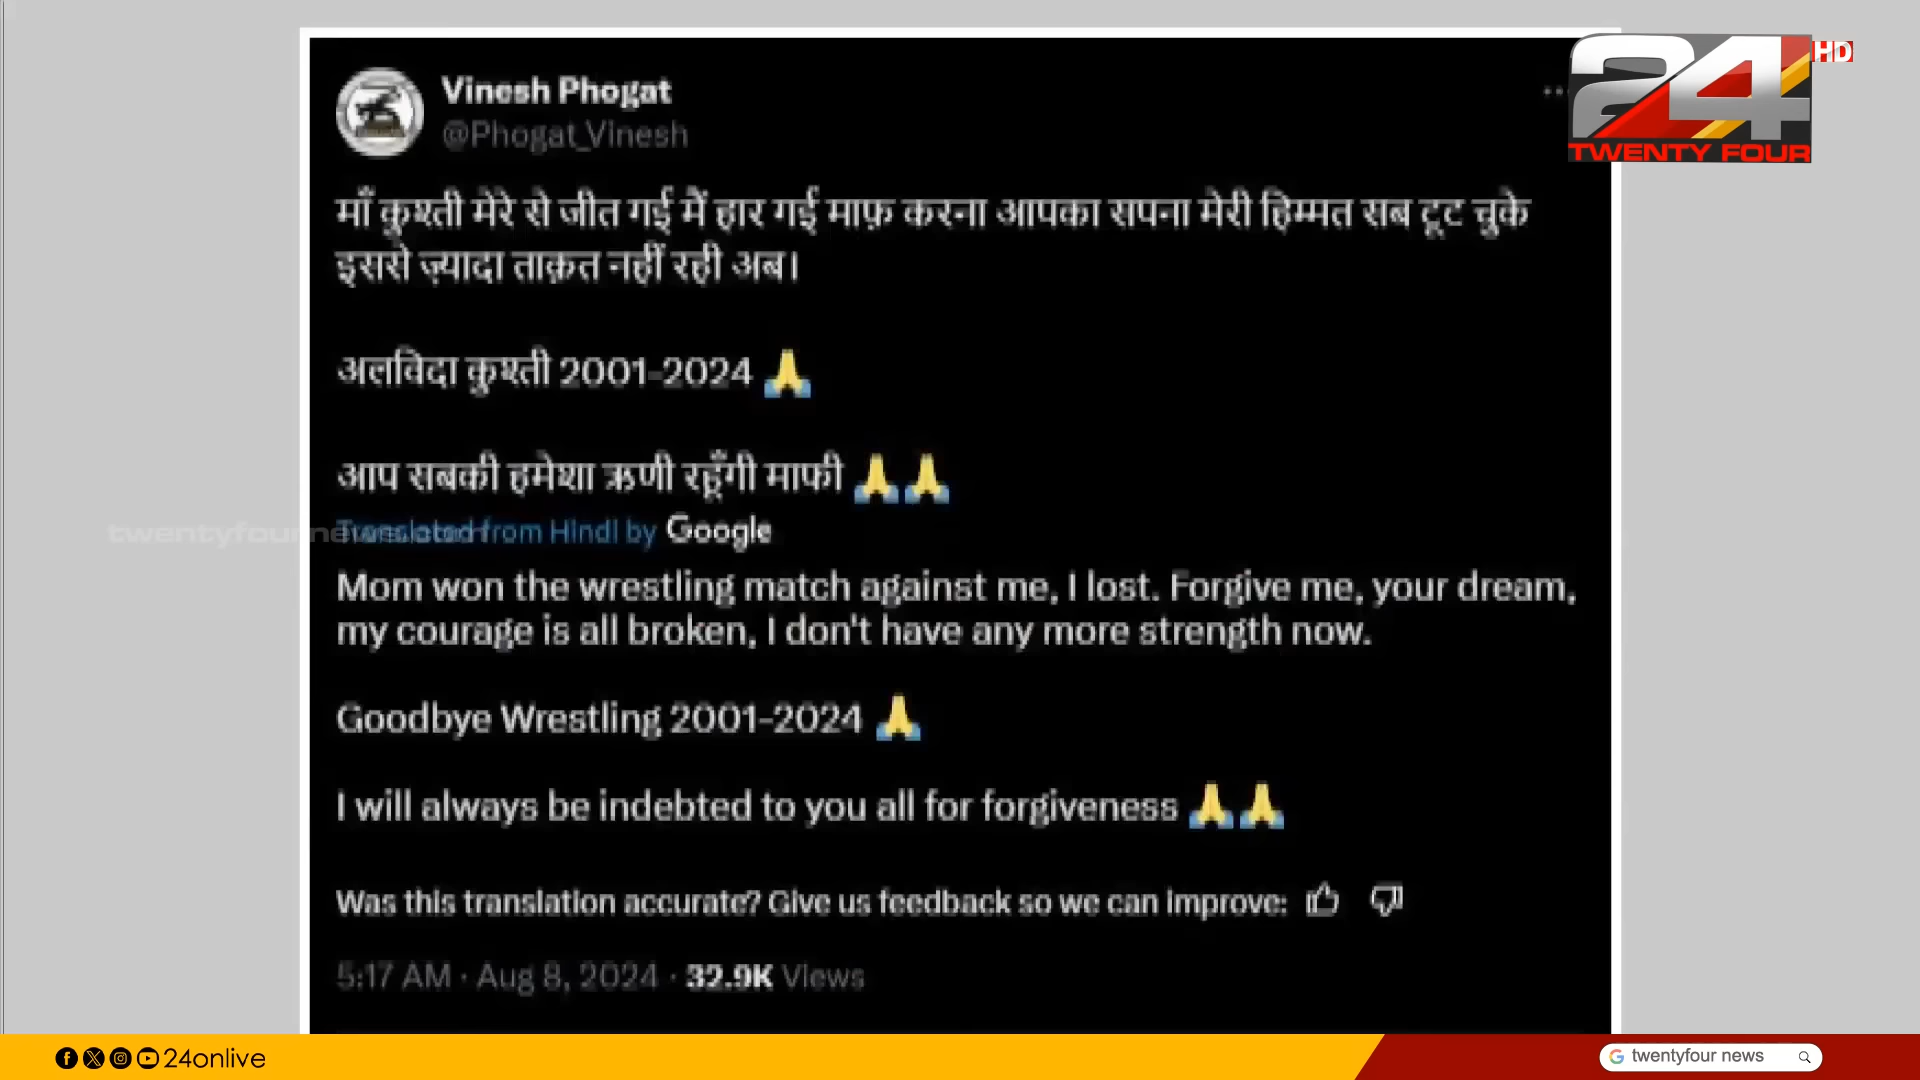 24 HD
TWENTY FOUR
Vinesh Phogat
@Phogat_Vinesh
माँ कुश्ती मेरे से जीत गई मैं हार गई माफ़ करना आपका सपना मेरी हिम्मत सब टूट चुके
इससे ज़्यादा ताक़त नहीं रही अब।
अलविदा कुश्ती 2001-2024 🙏
आप सबकी हमेशा ऋणी रहूँगी माफी 🙏🙏
Translated from Hindi by Google
twentyfournews.com
Mom won the wrestling match against me, I lost. Forgive me, your dream,
my courage is all broken, I don't have any more strength now.
Goodbye Wrestling 2001-2024 🙏
I will always be indebted to you all for forgiveness 🙏🙏
Was this translation accurate? Give us feedback so we can improve:
5:17 AM · Aug 8, 2024 · 32.9K Views
24onlive
twentyfour news